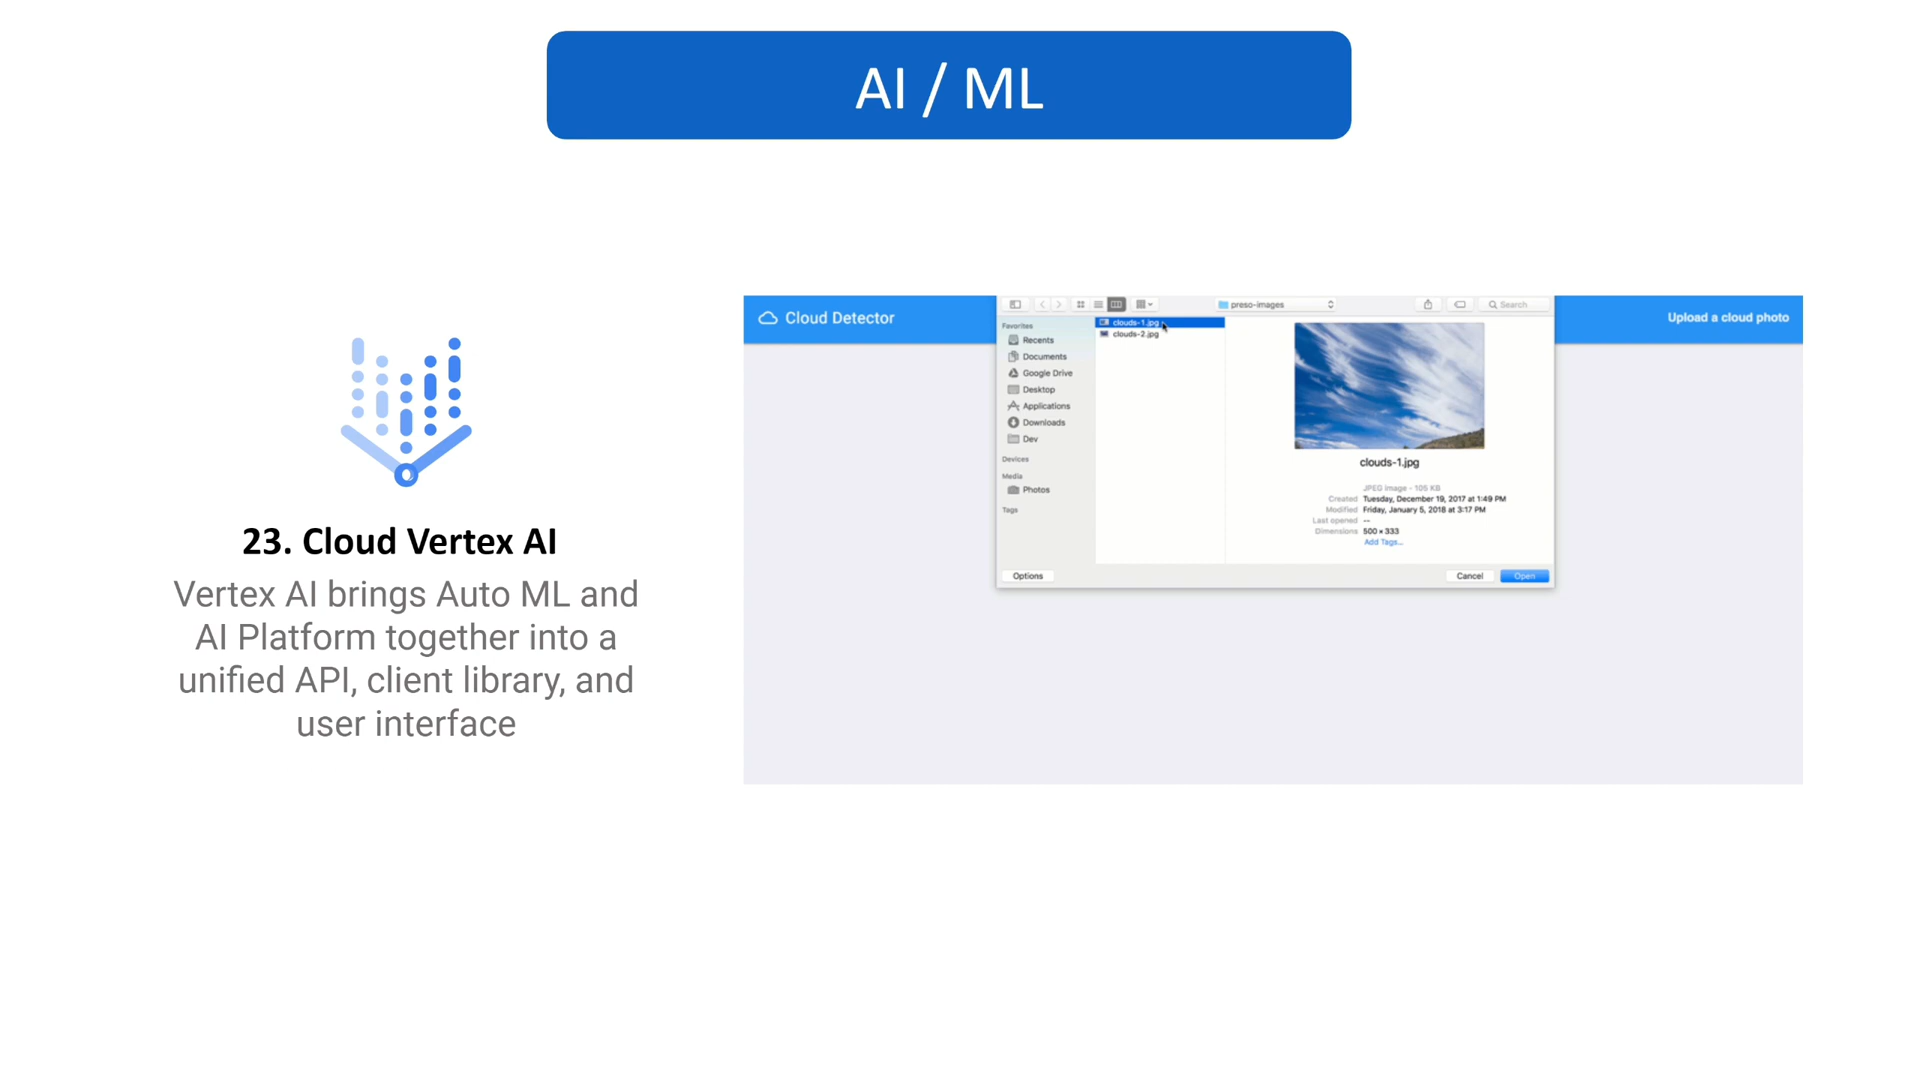 AI / ML
23. Cloud Vertex AI
Vertex AI brings Auto ML and
AI Platform together into a
unified API, client library, and
user interface
Cloud Detector
Upload a cloud photo
preso-images
Search
Favorites
Recents
Documents
Google Drive
Desktop
Applications
Downloads
Dev
Devices
Media
Photos
Tags
clouds-1.jpg
clouds-2.jpg
clouds-1.jpg
JPEG image - 105 KB
Created Tuesday, December 19, 2017 at 1:49 PM
Modified Friday, January 5, 2018 at 3:17 PM
Last opened --
Dimensions 500 × 333
Add Tags...
Options
Cancel
Open